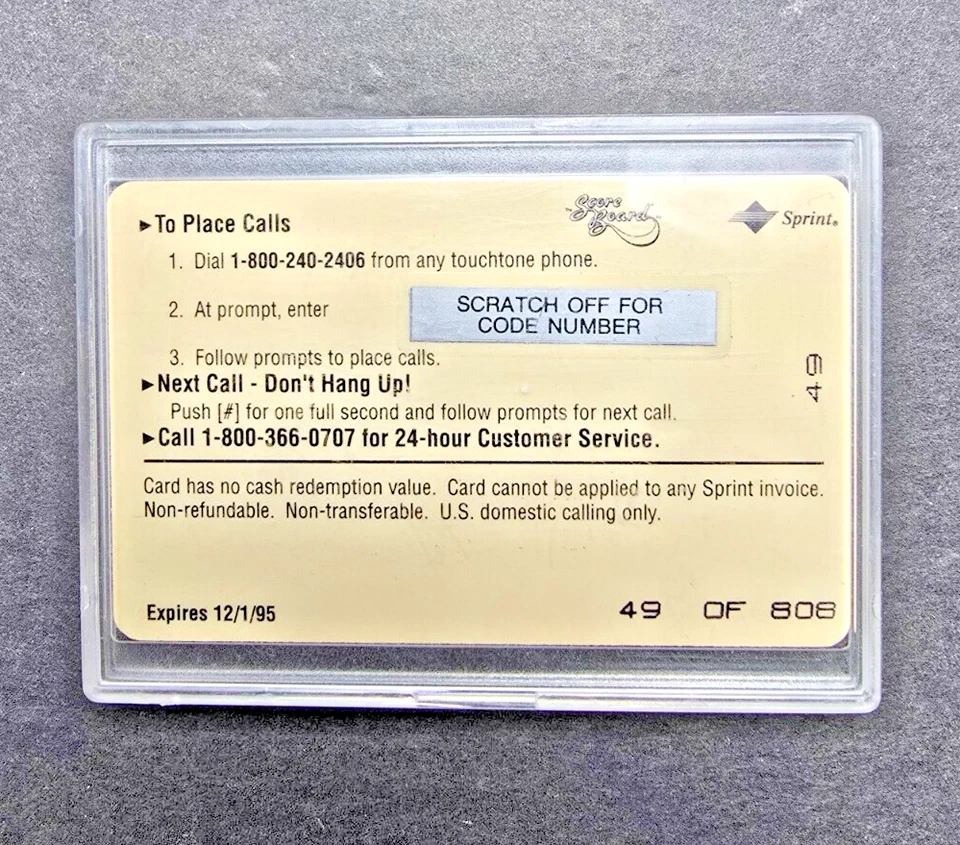 Score Board
Sprint®
►To Place Calls
1. Dial 1-800-240-2406 from any touchtone phone.
2. At prompt, enter
SCRATCH OFF FOR
CODE NUMBER
3. Follow prompts to place calls.
►Next Call - Don't Hang Up!
Push [#] for one full second and follow prompts for next call.
►Call 1-800-366-0707 for 24-hour Customer Service.
49
Card has no cash redemption value. Card cannot be applied to any Sprint invoice.
Non-refundable. Non-transferable. U.S. domestic calling only.
Expires 12/1/95
49 OF 808